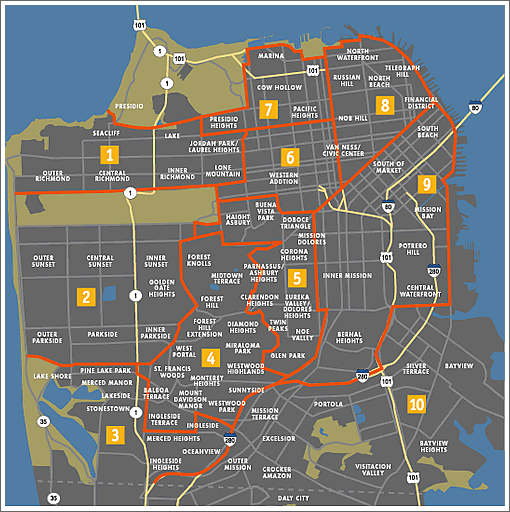 101
NORTH
WATERFRONT
MARINA
1
101
TELEGRAPH
HILL
RUSSIAN
HILL
NORTH
BEACH
101
1
COW HOLLOW
80
PRESIDIO
7
PACIFIC
HEIGHTS
8
FINANCIAL
DISTRICT
NOB HILL
PRESIDIO
HEIGHTS
SOUTH
BEACH
SEACLIFF
LAKE
JORDAN PARK/
LAUREL HEIGHTS
VAN NESS/
CIVIC CENTER
1
6
SOUTH OF
MARKET
OUTER
RICHMOND
CENTRAL
RICHMOND
INNER
RICHMOND
LONE
MOUNTAIN
WESTERN
ADDTION
9
1
80
HAIGHT
ASBURY
BUENA
VISTA
PARK
DOBOCE
TRIANGLE
MISSION
BAY
MISSION
DOLORES
POTRERO
HILL
OUTER
SUNSET
CENTRAL
SUNSET
INNER
SUNSET
FOREST
KNOLLS
CORONA
HEIGHTS
101
PARNASSUS/
ASHBURY
HEIGHTS
280
MIDTOWN
TERRACE
5
INNER MISSION
GOLDEN
GATE
HEIGHTS
2
1
FOREST
HILL
CLARENDON
HEIGHTS
EUREKA
VALLEY/
DOLORES
HEIGHTS
CENTRAL
WATERFRONT
FOREST
HILL
EXTENSION
DIAMOND
HEIGHTS
TWIN
PEAKS
NOE
VALLEY
BERNAL
HEIGHTS
OUTER
PARKSIDE
PARKSIDE
INNER
PARKSIDE
MIRALOMA
PARK
WEST
PORTAL
4
GLEN PARK
WESTWOOD
HIGHLANDS
SILVER
TERRACE
BAYVIEW
PINE LAKE PARK
ST. FRANCIS
WOODS
LAKE SHORE
MERCED MANOR
MONTEREY
HEIGHTS
280
101
BALBOA
TERRACE
MOUNT
DAVIDSON
MANOR
SUNNYSIDE
LAKESIDE
WESTWOOD
PARK
PORTOLA
10
STONESTOWN
MISSION
TERRACE
INGLESIDE
TERRACE
35
INGLESIDE
3
MERCED HEIGHTS
280
EXCELSIOR
BAYVIEW
HEIGHTS
OCEANVIEW
INGLESIDE
HEIGHTS
OUTER
MISSION
VISITACION
VALLEY
CROCKER
AMAZON
101
35
1
DALY CITY